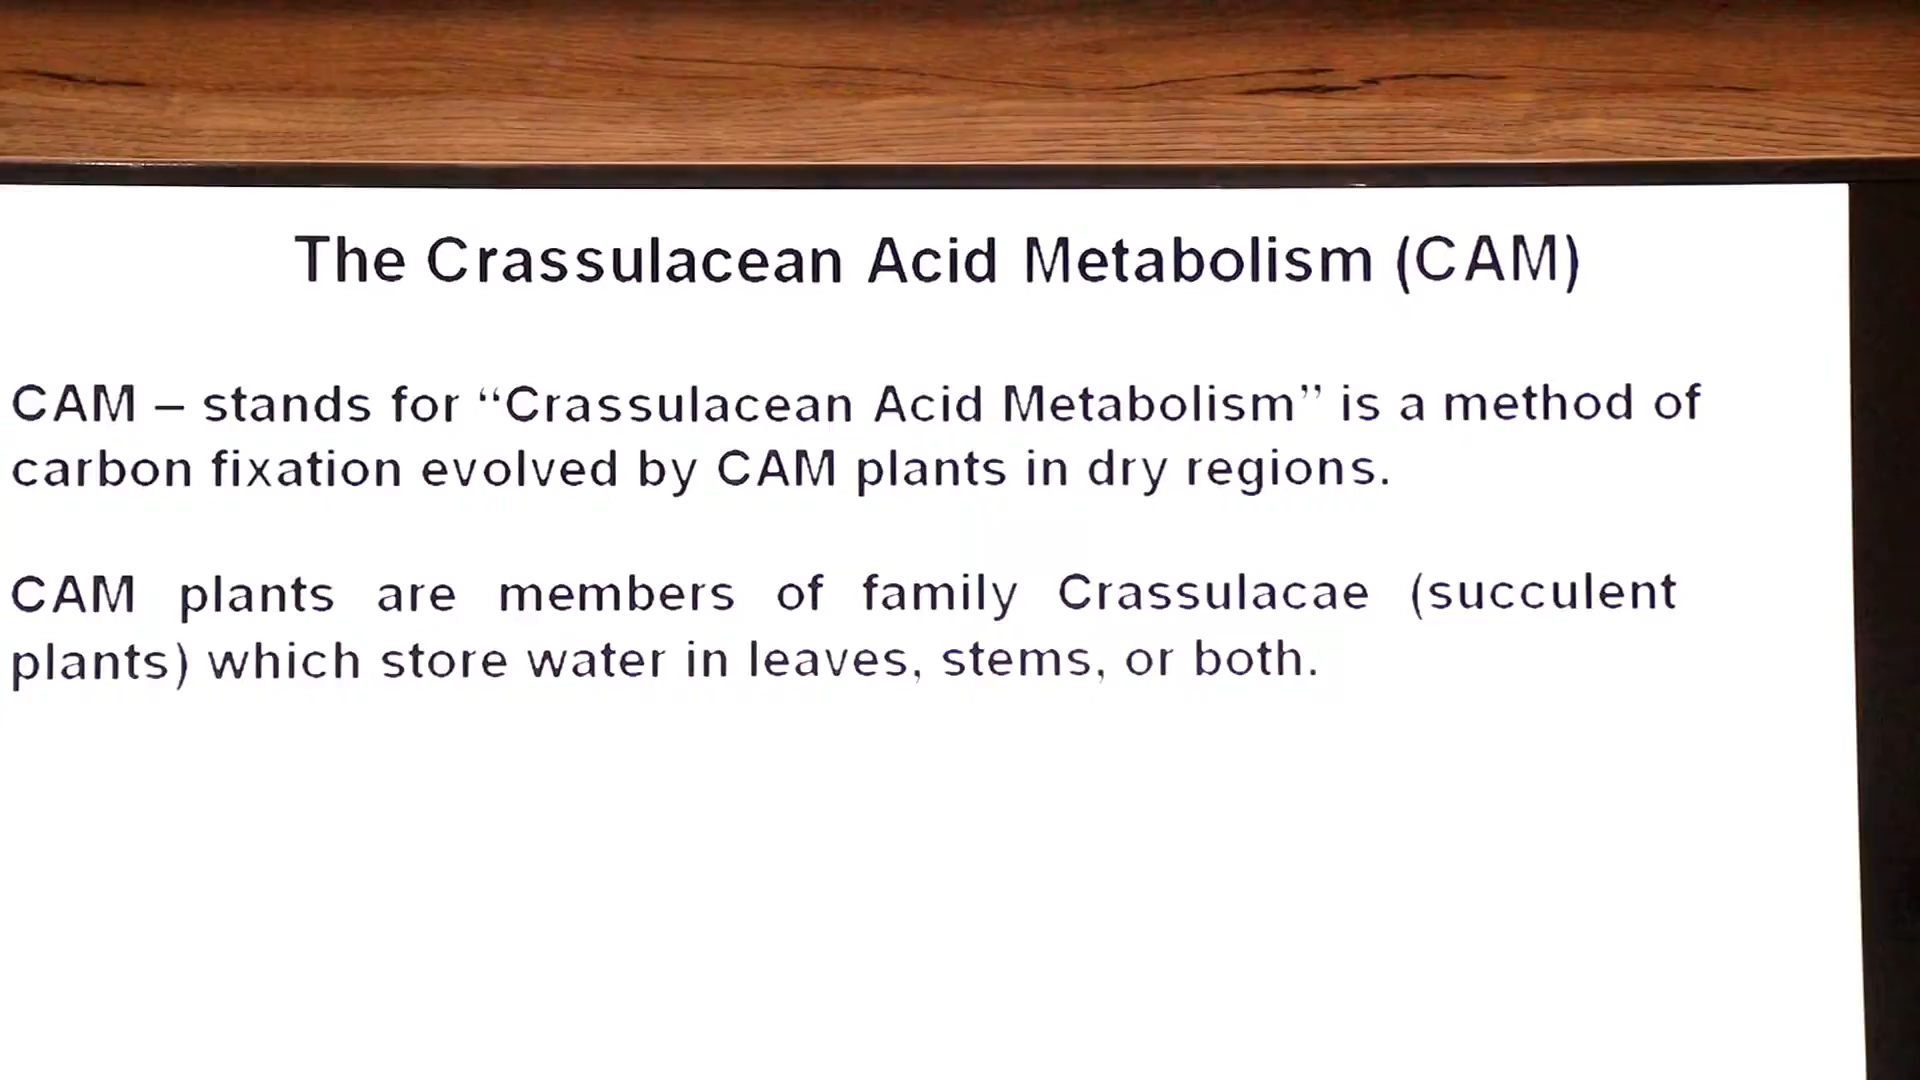 The Crassulacean Acid Metabolism (CAM)
CAM – stands for “Crassulacean Acid Metabolism” is a method of
carbon fixation evolved by CAM plants in dry regions.
CAM plants are members of family Crassulacae (succulent
plants) which store water in leaves, stems, or both.